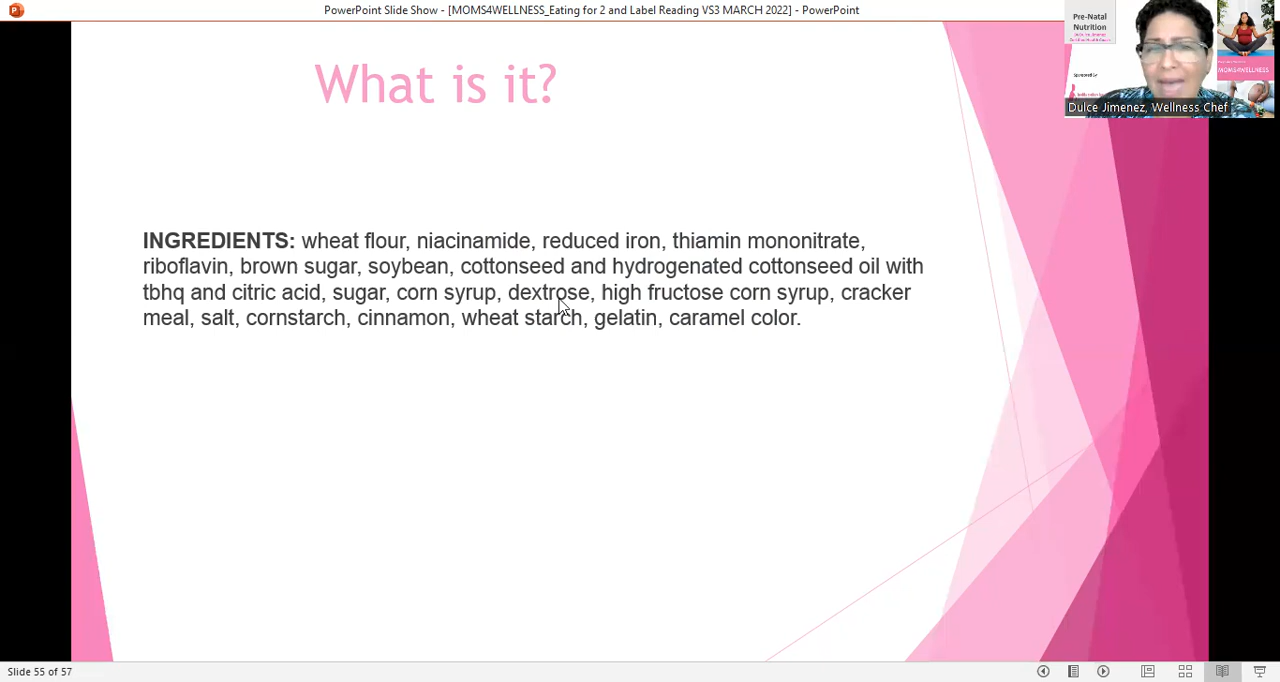 PowerPoint Slide Show - [MOMS4WELLNESS_Eating for 2 and Label Reading VS3 MARCH 2022] - PowerPoint
What is it?
Pre-Natal
Nutrition
Sponsored by
MOMS4WELLNESS
Dulce Jimenez, Wellness Chef
INGREDIENTS: wheat flour, niacinamide, reduced iron, thiamin mononitrate,
riboflavin, brown sugar, soybean, cottonseed and hydrogenated cottonseed oil with
tbhq and citric acid, sugar, corn syrup, dextrose, high fructose corn syrup, cracker
meal, salt, cornstarch, cinnamon, wheat starch, gelatin, caramel color.
Slide 55 of 57